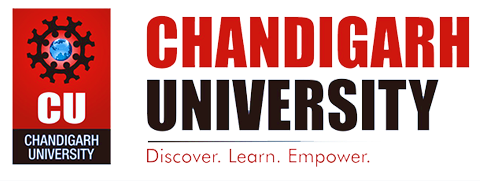 CU
CHANDIGARH
UNIVERSITY
CHANDIGARH
UNIVERSITY
Discover. Learn. Empower.